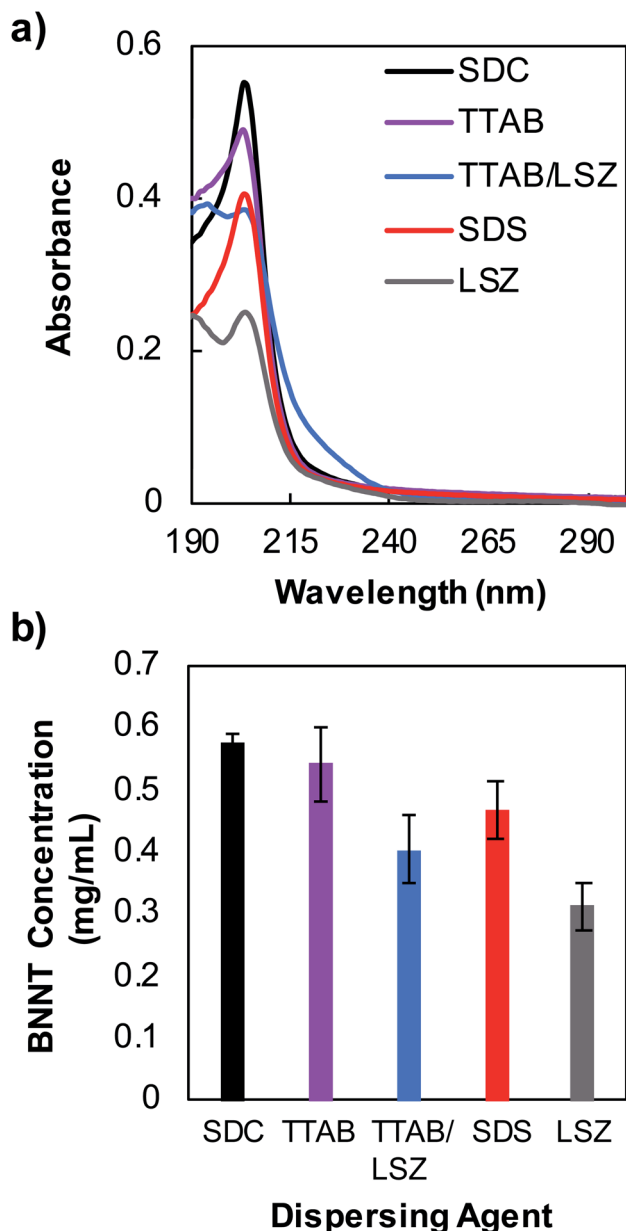 a)
0.6
0.4
0.2
0
Absorbance
SDC
TTAB
TTAB/LSZ
SDS
LSZ
190 215 240 265 290
Wavelength (nm)
b)
0.7
0.6
0.5
0.4
0.3
0.2
0.1
0
BNNT Concentration
(mg/mL)
SDC TTAB TTAB/ SDS LSZ
LSZ
Dispersing Agent